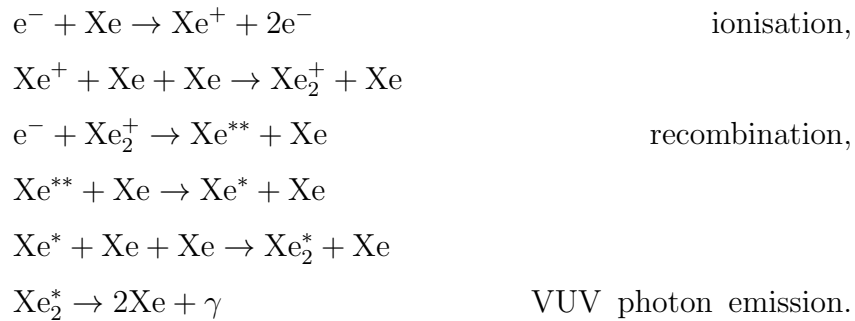 e⁻ + Xe → Xe⁺ + 2e⁻ ionisation,
Xe⁺ + Xe + Xe → Xe₂⁺ + Xe
e⁻ + Xe₂⁺ → Xe** + Xe recombination,
Xe** + Xe → Xe* + Xe
Xe* + Xe + Xe → Xe₂* + Xe
Xe₂* → 2Xe + γ VUV photon emission.